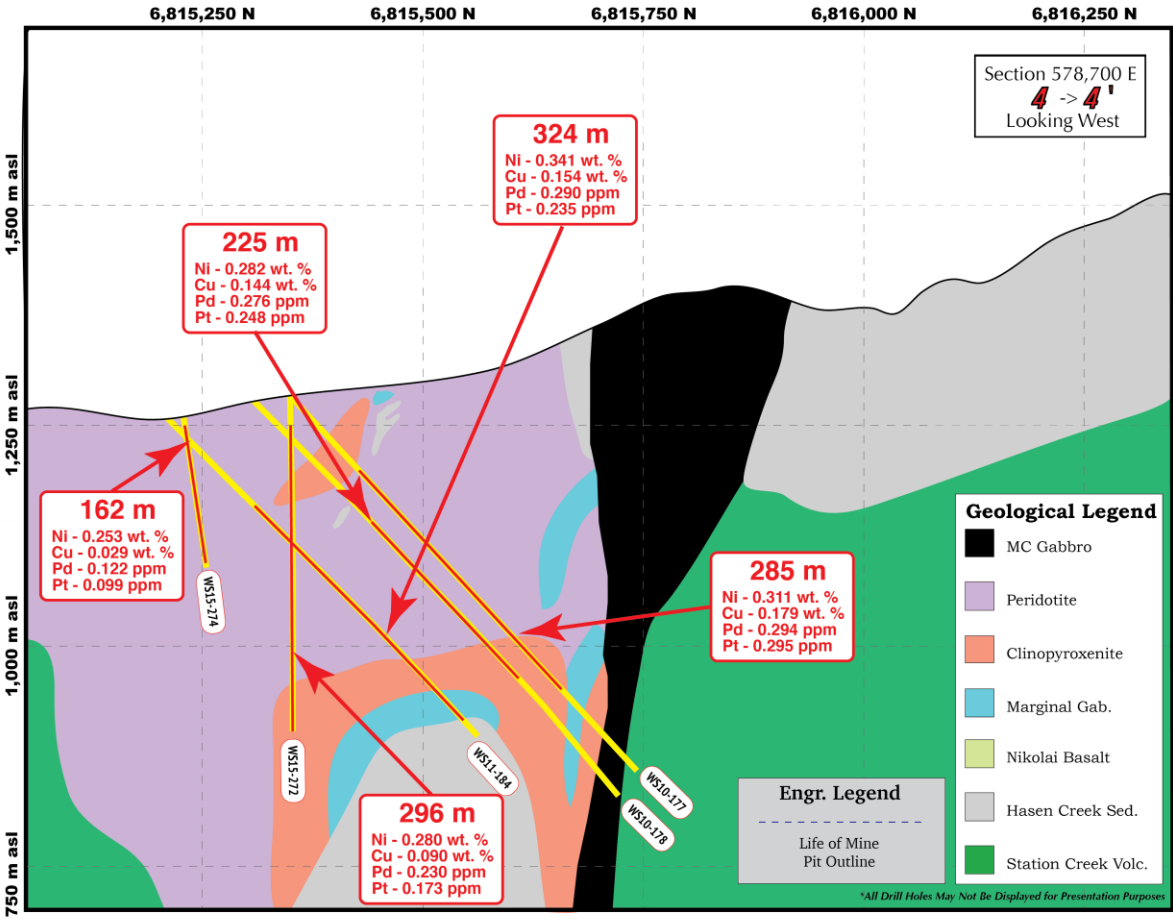 6,815,250 N
6,815,500 N
6,815,750 N
6,816,000 N
6,816,250 N
Section 578,700 E
4 -> 4'
Looking West
1,500 m asl
1,250 m asl
1,000 m asl
750 m asl
324 m
Ni - 0.341 wt. %
Cu - 0.154 wt. %
Pd - 0.290 ppm
Pt - 0.235 ppm
225 m
Ni - 0.282 wt. %
Cu - 0.144 wt. %
Pd - 0.276 ppm
Pt - 0.248 ppm
162 m
Ni - 0.253 wt. %
Cu - 0.029 wt. %
Pd - 0.122 ppm
Pt - 0.099 ppm
285 m
Ni - 0.311 wt. %
Cu - 0.179 wt. %
Pd - 0.294 ppm
Pt - 0.295 ppm
296 m
Ni - 0.280 wt. %
Cu - 0.090 wt. %
Pd - 0.230 ppm
Pt - 0.173 ppm
WS15-274
WS15-272
WS11-184
WS10-177
WS10-178
Engr. Legend
Life of Mine
Pit Outline
Geological Legend
MC Gabbro
Peridotite
Clinopyroxenite
Marginal Gab.
Nikolai Basalt
Hasen Creek Sed.
Station Creek Volc.
*All Drill Holes May Not Be Displayed for Presentation Purposes